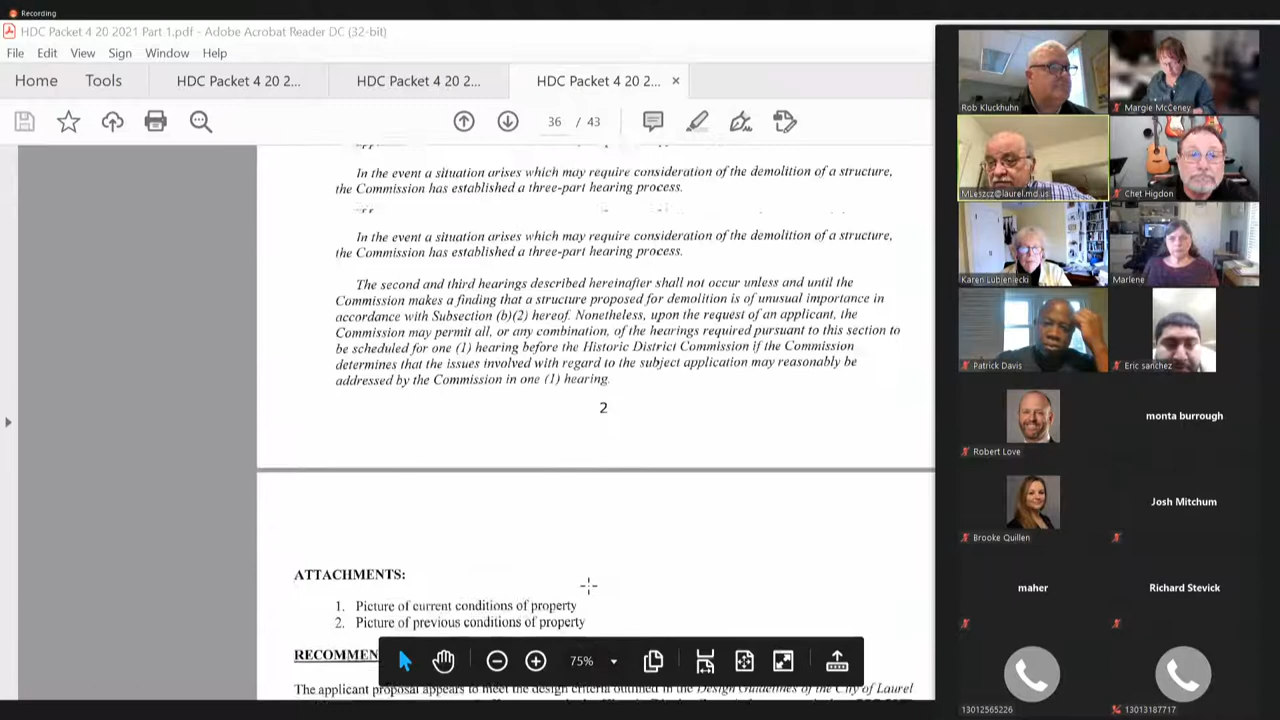 Recording
HDC Packet 4 20 2021 Part 1.pdf - Adobe Acrobat Reader DC (32-bit)
File Edit View Sign Window Help
Home Tools HDC Packet 4 20 2... HDC Packet 4 20 2... HDC Packet 4 20 2... ×
36 / 43
In the event a situation arises which may require consideration of the demolition of a structure,
the Commission has established a three-part hearing process.
In the event a situation arises which may require consideration of the demolition of a structure,
the Commission has established a three-part hearing process.
The second and third hearings described hereinafter shall not occur unless and until the
Commission makes a finding that a structure proposed for demolition is of unusual importance in
accordance with Subsection (b)(2) hereof. Nonetheless, upon the request of an applicant, the
Commission may permit all, or any combination, of the hearings required pursuant to this section to
be scheduled for one (1) hearing before the Historic District Commission if the Commission
determines that the issues involved with regard to the subject application may reasonably be
addressed by the Commission in one (1) hearing.
2
ATTACHMENTS:
1. Picture of current conditions of property
2. Picture of previous conditions of property
RECOMMEN
75%
The applicant proposal appears to meet the design criteria outlined in the Design Guidelines of the City of Laurel
Rob Kluckhuhn
Margie McCeney
MLeszcz@laurel.md.us
Chet Higdon
Karen Lubieniecki
Marlene
Patrick Davis
Eric sanchez
Robert Love
monta burrough
Brooke Quillen
Josh Mitchum
maher
Richard Stevick
13012565226
13013187717